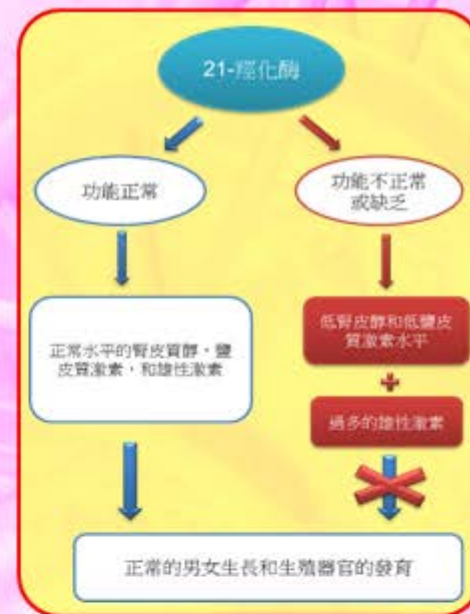 21-羥化酶
功能正常
功能不正常
或缺乏
正常水平的腎皮質醇，鹽
皮質激素，和雄性激素
低腎皮醇和低鹽皮
質激素水平
過多的雄性激素
正常的男女生長和生殖器官的發育